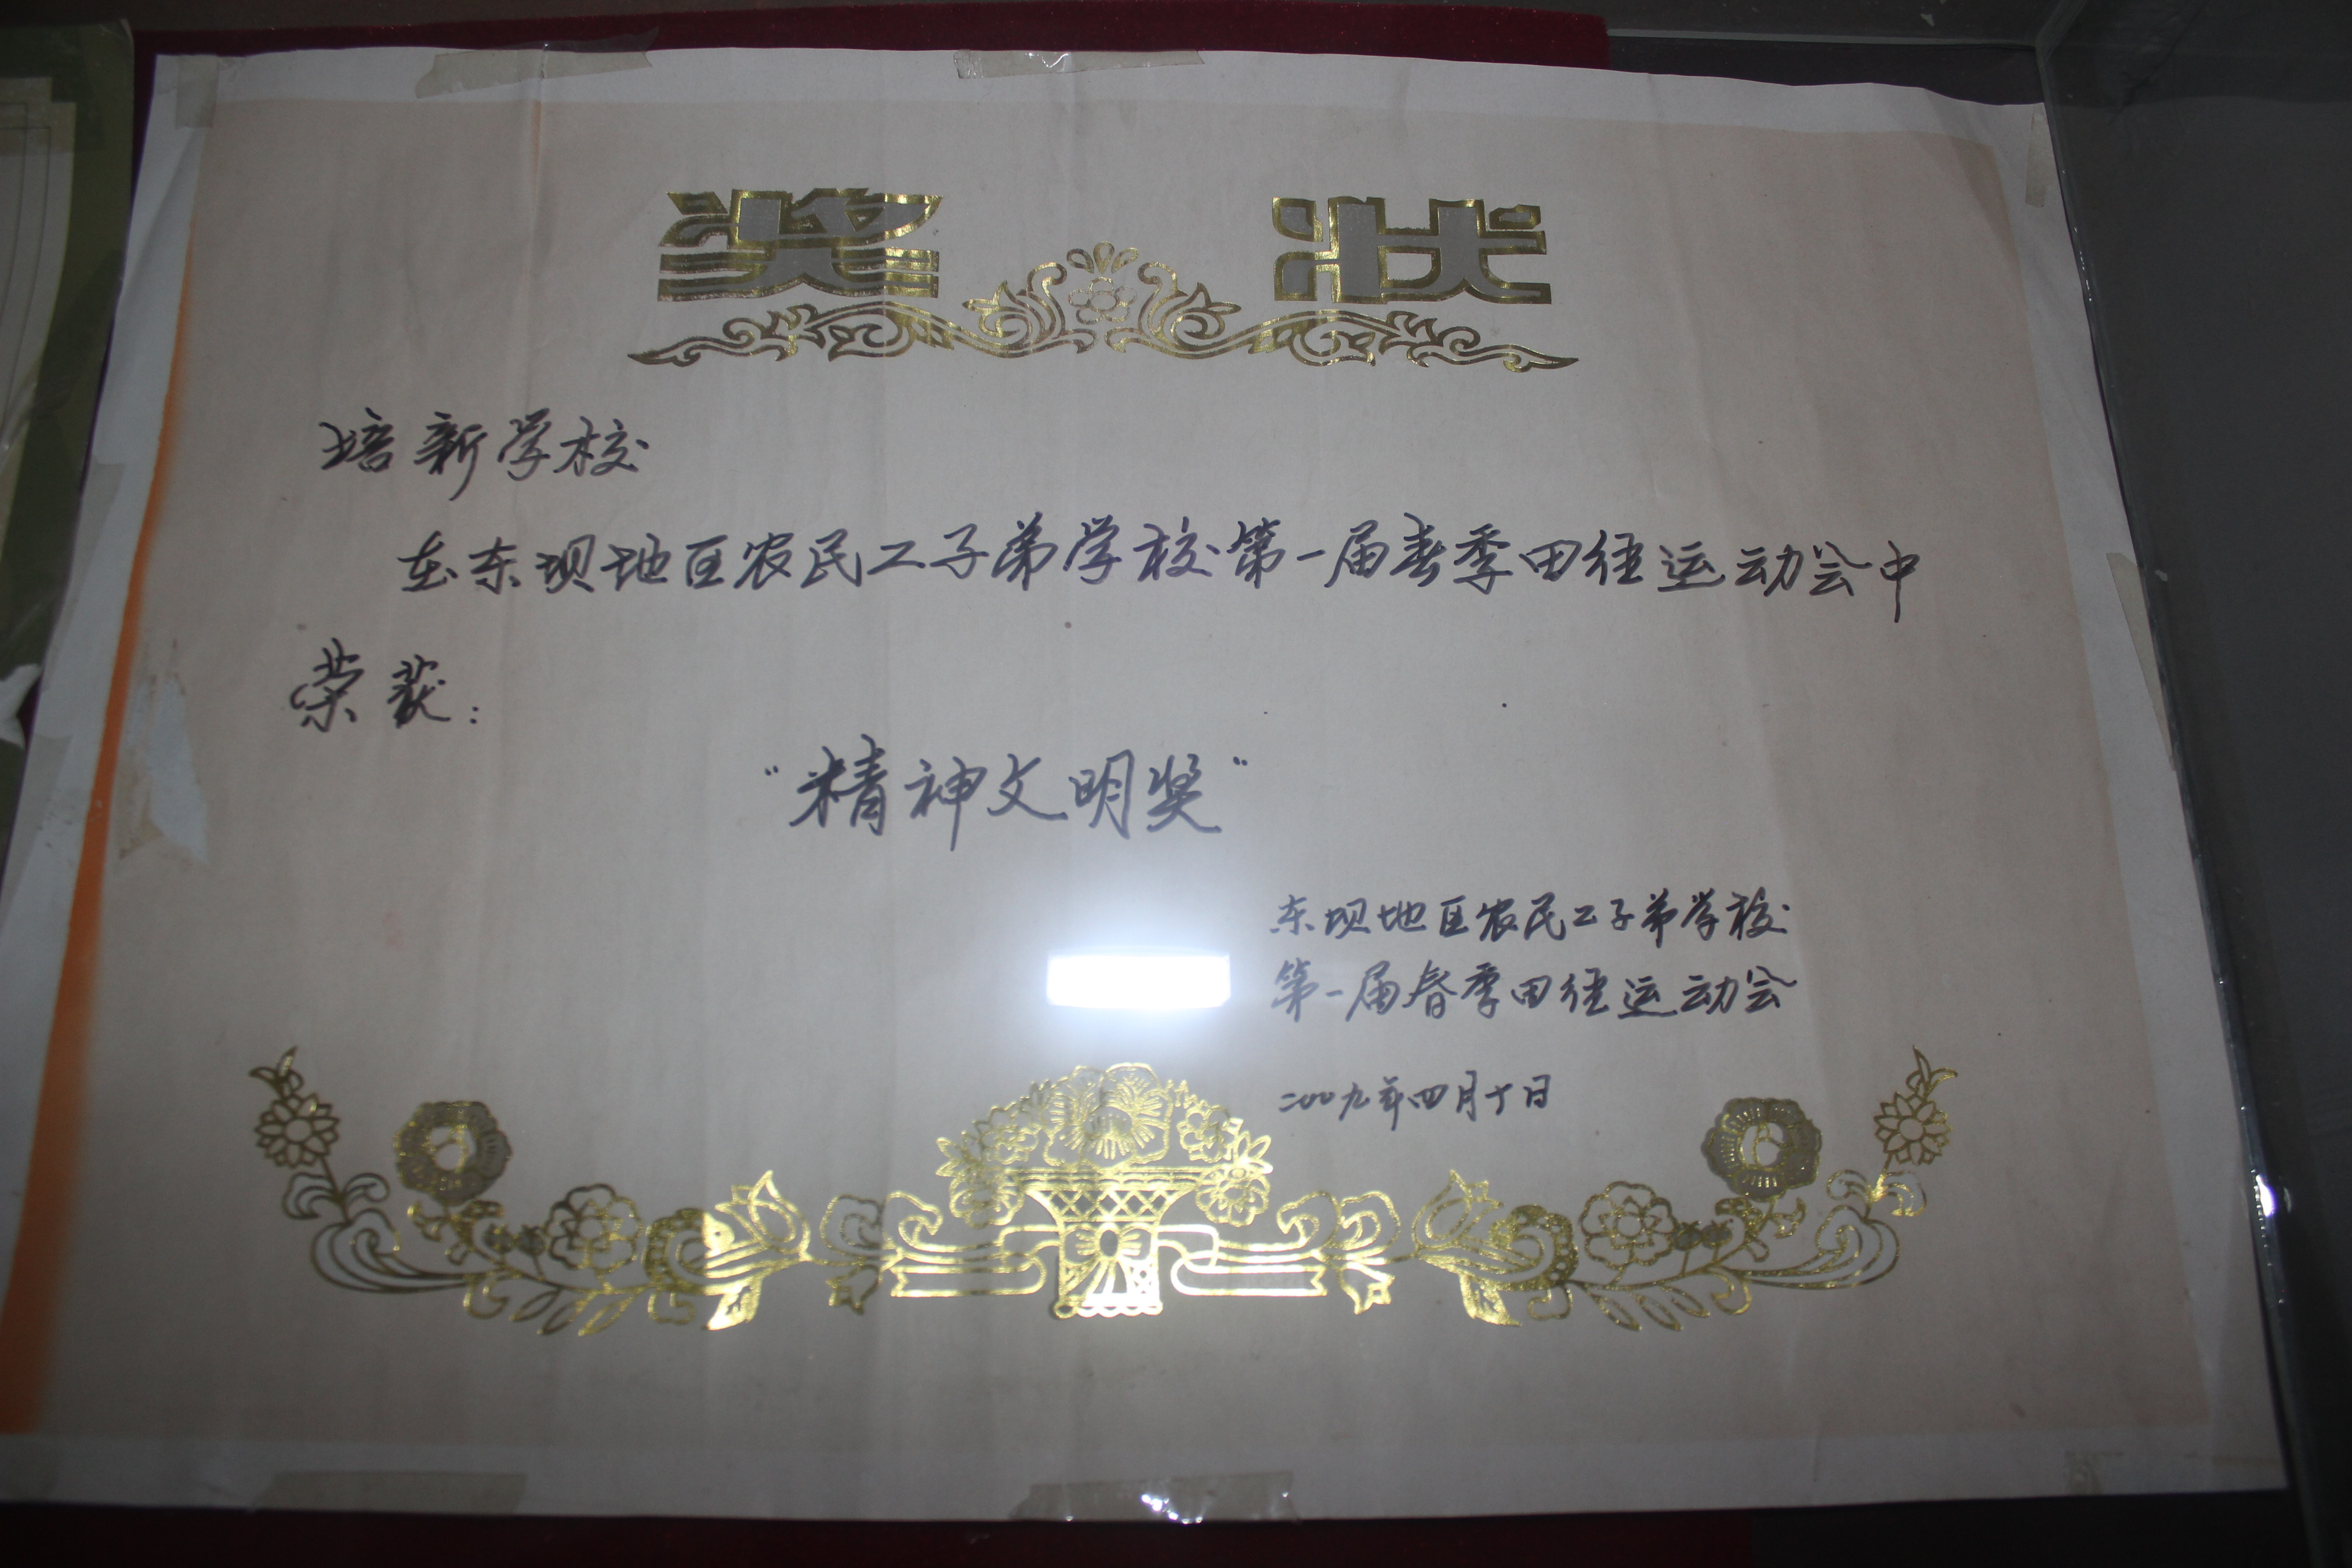 奖状
培新学校
在东坝地区农民工子弟学校第一届春季田径运动会中
荣获：
“精神文明奖”
东坝地区农民工子弟学校
第一届春季田径运动会
二00九年四月十日